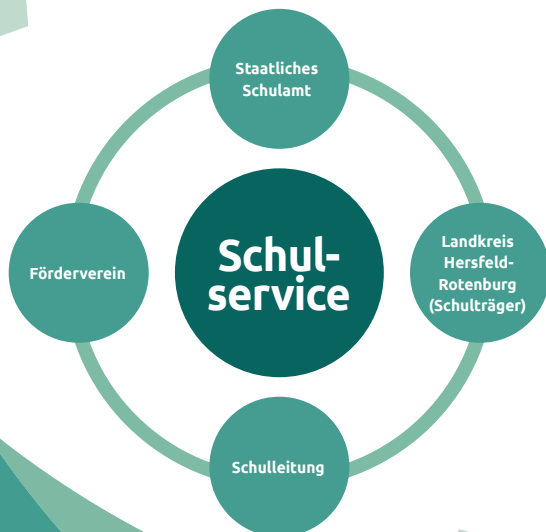 Staatliches
Schulamt
Förderverein
Schul-
service
Landkreis
Hersfeld-
Rotenburg
(Schulträger)
Schulleitung